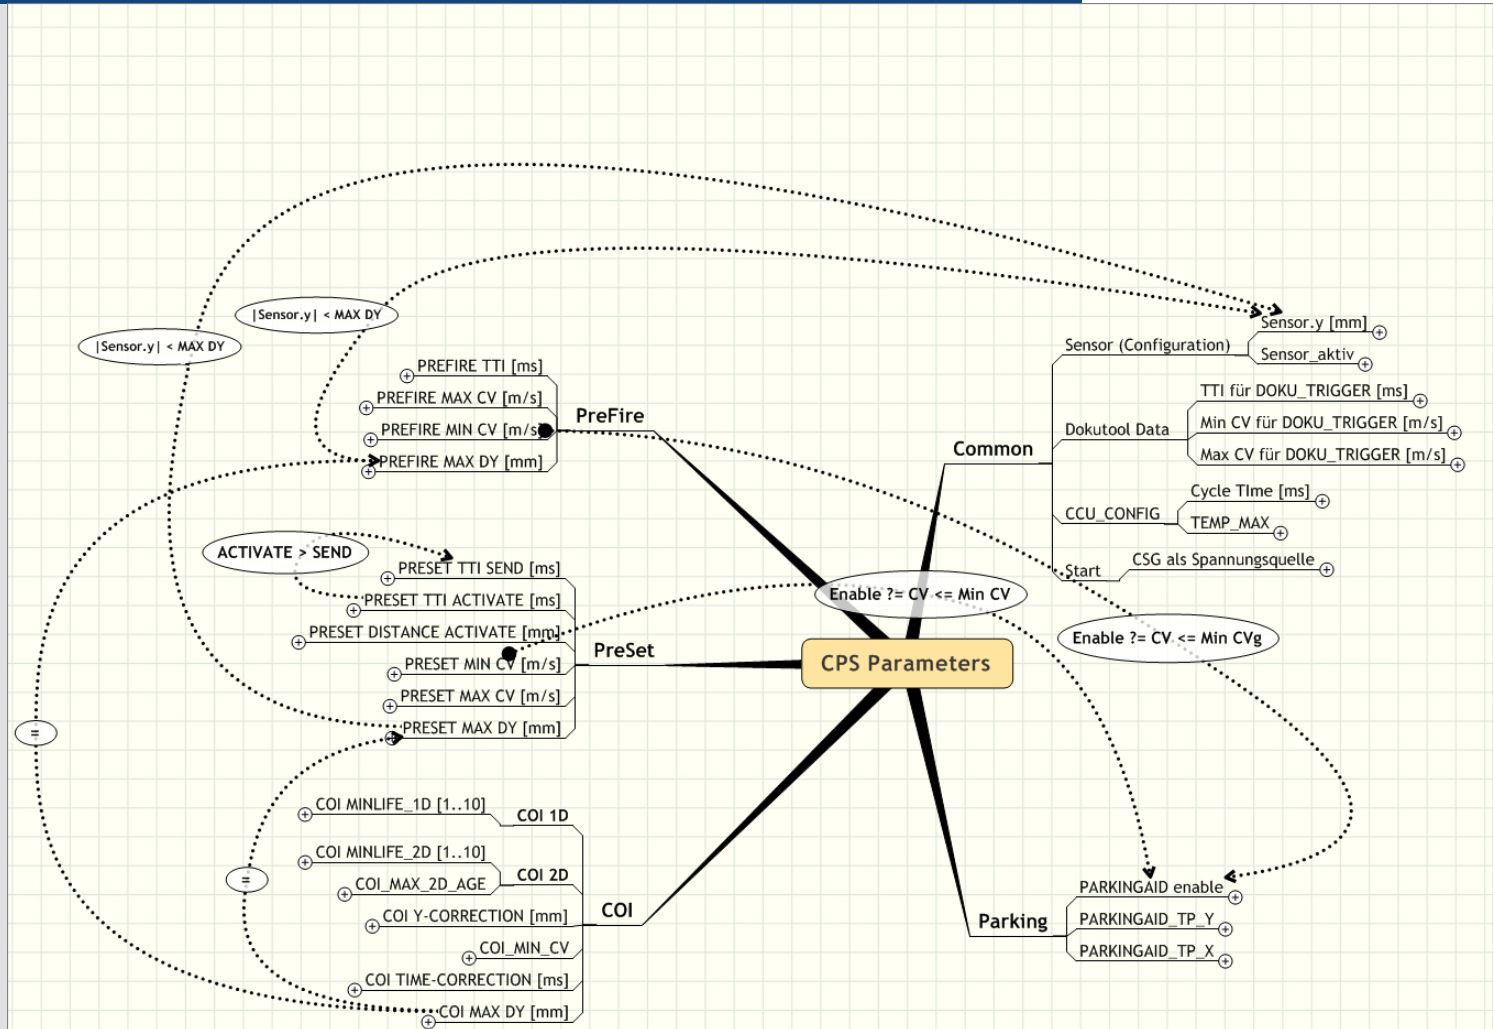 |Sensor.y| < MAX DY
|Sensor.y| < MAX DY
PREFIRE TTI [ms]
PREFIRE MAX CV [m/s]
PREFIRE MIN CV [m/s]
PREFIRE MAX DY [mm]
PreFire
ACTIVATE > SEND
PRESET TTI SEND [ms]
PRESET TTI ACTIVATE [ms]
PRESET DISTANCE ACTIVATE [mm]
PRESET MIN CV [m/s]
PRESET MAX CV [m/s]
PRESET MAX DY [mm]
PreSet
=
=
COI MINLIFE_1D [1..10]
COI 1D
COI MINLIFE_2D [1..10]
COI_MAX_2D_AGE
COI 2D
COI Y-CORRECTION [mm]
COI_MIN_CV
COI TIME-CORRECTION [ms]
COI MAX DY [mm]
COI
CPS Parameters
Enable ?= CV <= Min CV
Enable ?= CV <= Min CVg
Common
Sensor (Configuration)
Sensor.y [mm]
Sensor_aktiv
Dokutool Data
TTI für DOKU_TRIGGER [ms]
Min CV für DOKU_TRIGGER [m/s]
Max CV für DOKU_TRIGGER [m/s]
CCU_CONFIG
Cycle TIme [ms]
TEMP_MAX
Start
CSG als Spannungsquelle
Parking
PARKINGAID enable
PARKINGAID_TP_Y
PARKINGAID_TP_X